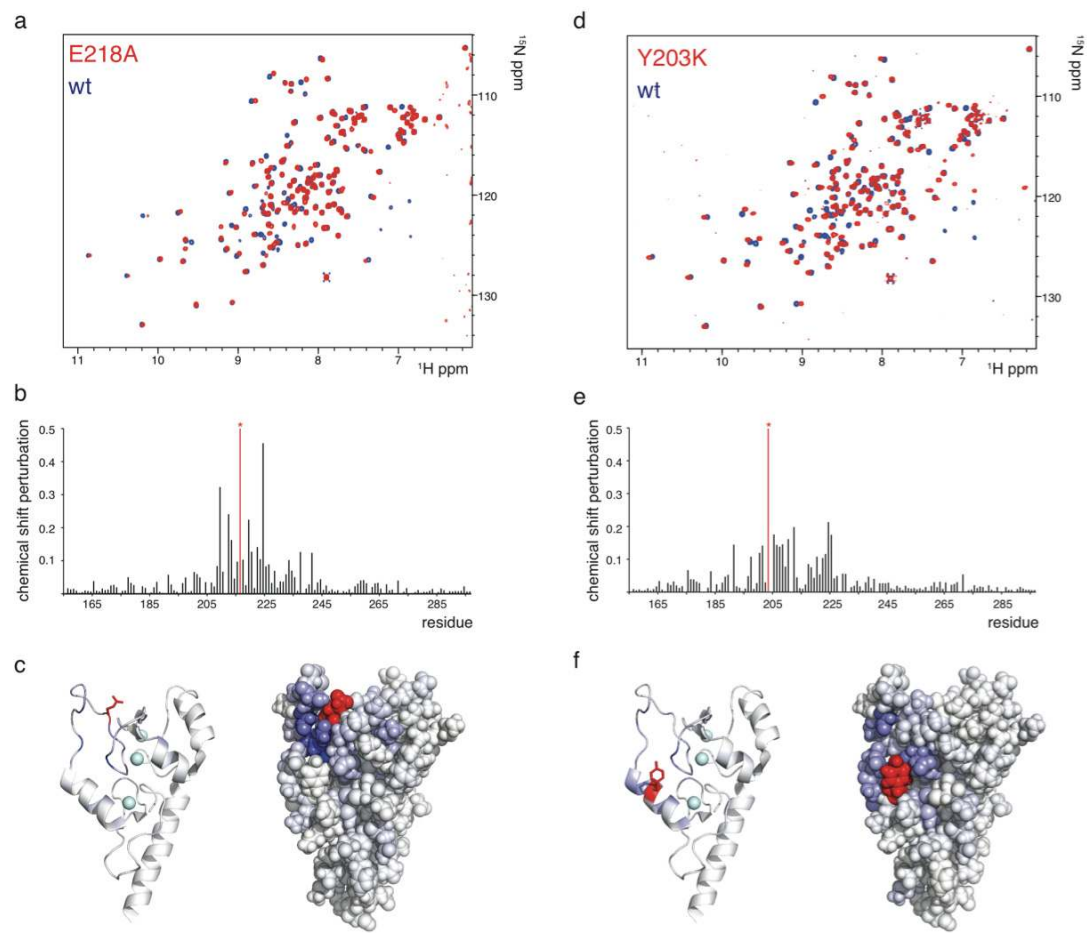 a
E218A
wt
¹⁵N ppm
110
120
130
11 10 9 8 7
¹H ppm
b
chemical shift perturbation
0.5
0.4
0.3
0.2
0.1
*
165 185 205 225 245 265 285
residue
c
d
Y203K
wt
¹⁵N ppm
110
120
130
11 10 9 8 7
¹H ppm
e
chemical shift perturbation
0.5
0.4
0.3
0.2
0.1
*
165 185 205 225 245 265 285
residue
f